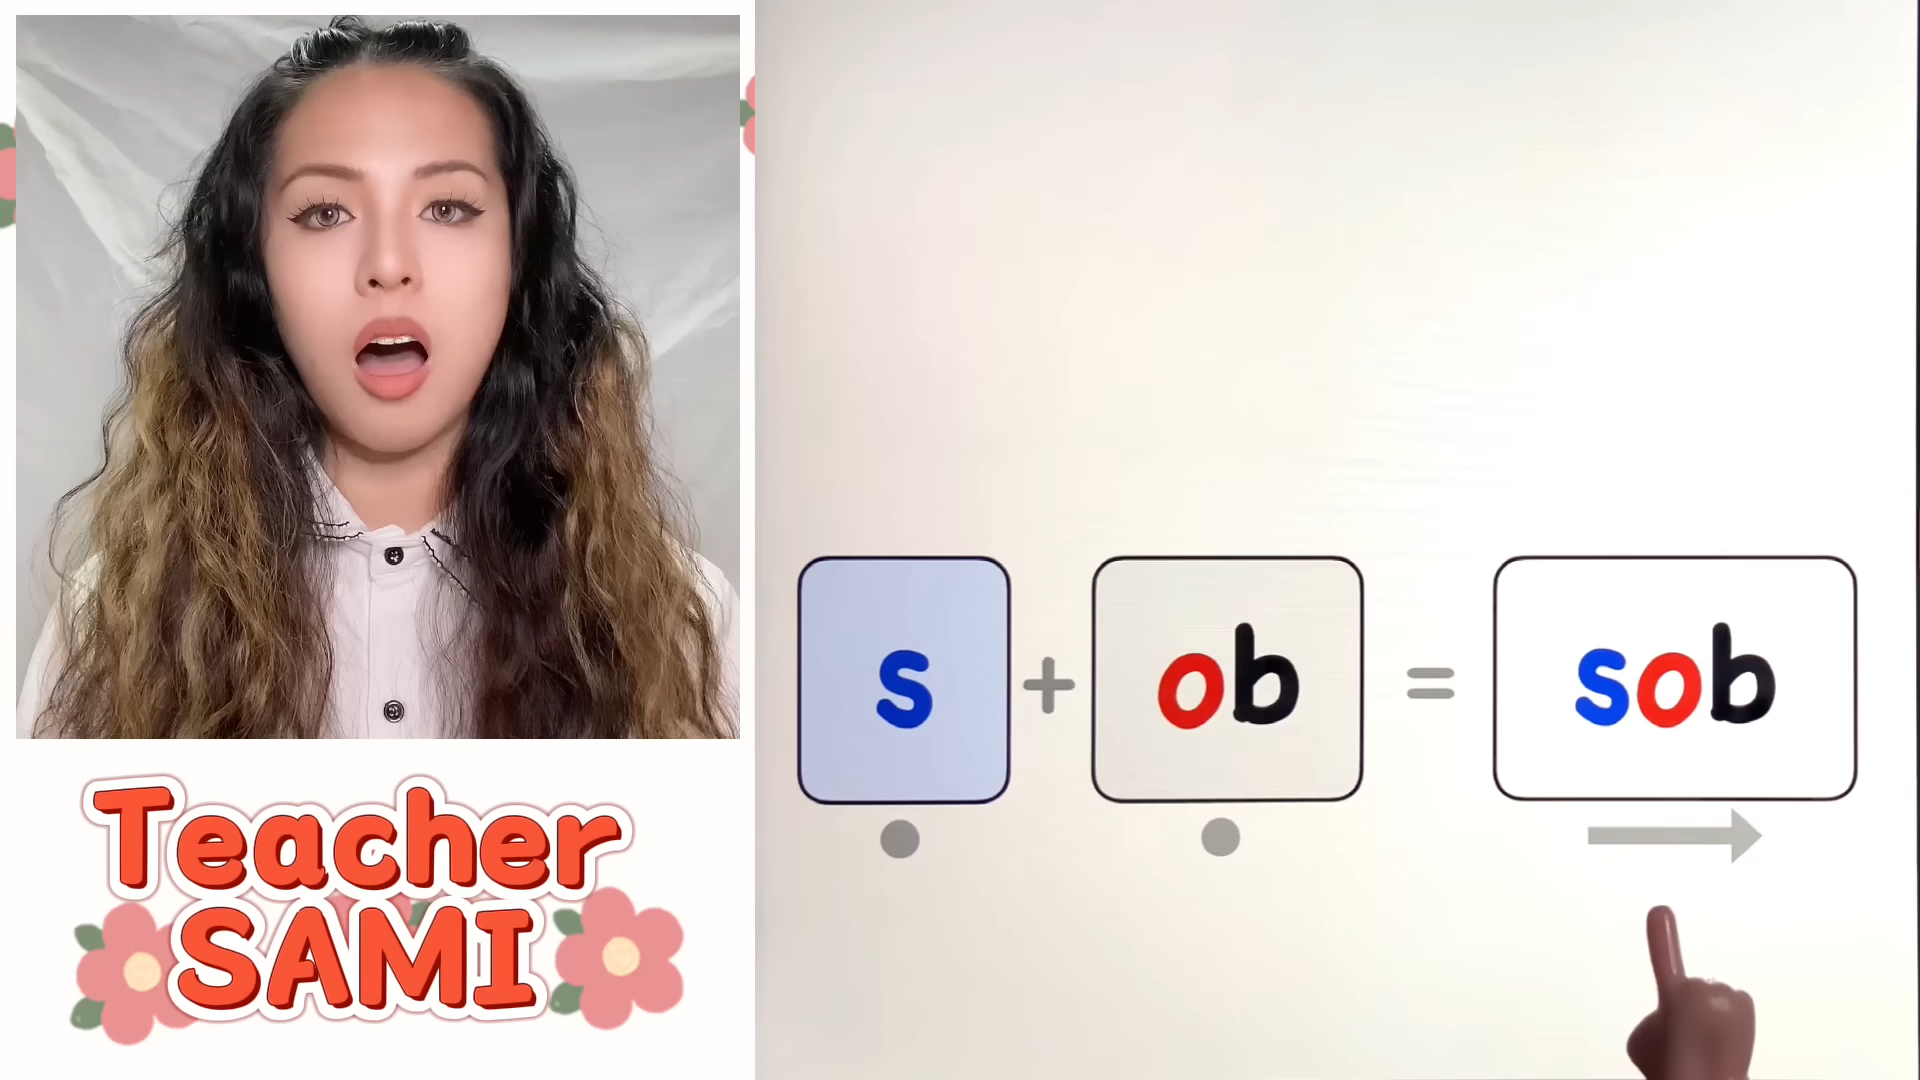 Teacher
SAMI
s + ob = sob